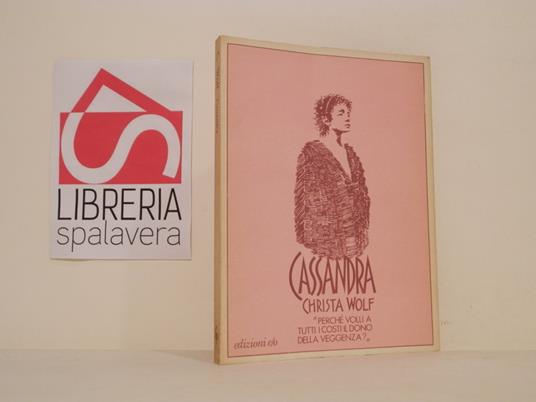 LIBRERIA
spalavera
CASSANDRA
CHRISTA WOLF
"PERCHÉ VOLLI A
TUTTI I COSTI IL DONO
DELLA VEGGENZA?„
edizioni e/o